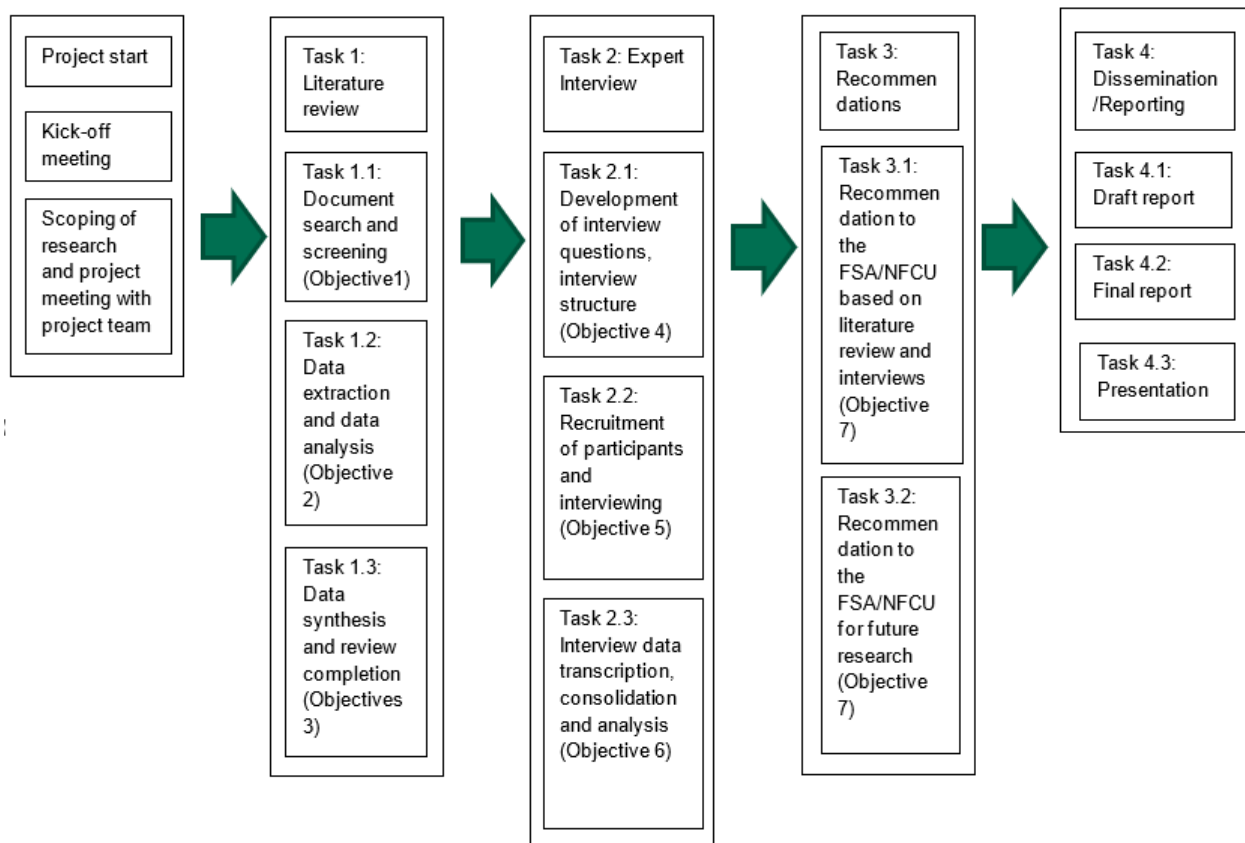 Project start
Kick-off
meeting
Scoping of
research
and project
meeting with
project team
Task 1:
Literature
review
Task 1.1:
Document
search and
screening
(Objective1)
Task 1.2:
Data
extraction
and data
analysis
(Objective
2)
Task 1.3:
Data
synthesis
and review
completion
(Objectives
3)
Task 2: Expert
Interview
Task 2.1:
Development
of interview
questions,
interview
structure
(Objective 4)
Task 2.2:
Recruitment
of participants
and
interviewing
(Objective 5)
Task 2.3:
Interview data
transcription,
consolidation
and analysis
(Objective 6)
Task 3:
Recommen
dations
Task 3.1:
Recommen
dation to
the
FSA/NFCU
based on
literature
review and
interviews
(Objective
7)
Task 3.2:
Recommen
dation to
the
FSA/NFCU
for future
research
(Objective
7)
Task 4:
Dissemination
/Reporting
Task 4.1:
Draft report
Task 4.2:
Final report
Task 4.3:
Presentation